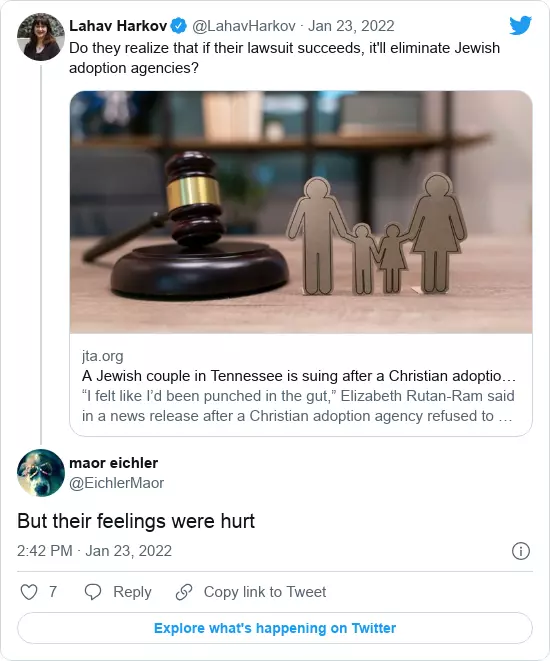 Lahav Harkov @LahavHarkov · Jan 23, 2022
Do they realize that if their lawsuit succeeds, it'll eliminate Jewish
adoption agencies?
jta.org
A Jewish couple in Tennessee is suing after a Christian adoptio…
“I felt like I’d been punched in the gut,” Elizabeth Rutan-Ram said
in a news release after a Christian adoption agency refused to …
maor eichler
@EichlerMaor
But their feelings were hurt
2:42 PM · Jan 23, 2022
7 Reply Copy link to Tweet
Explore what's happening on Twitter